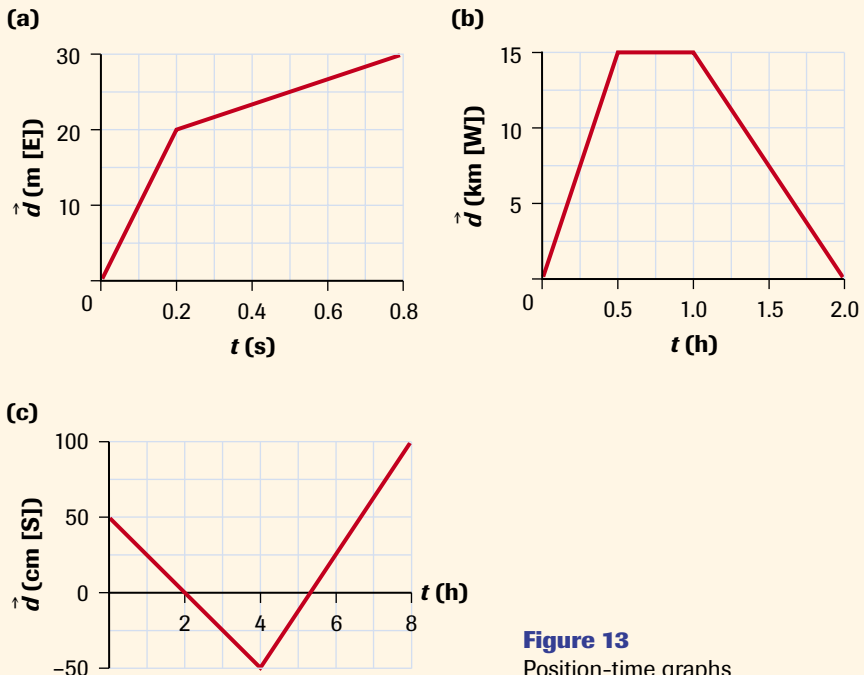 (a)
30
20
10
0
0.2 0.4 0.6 0.8
d⃗ (m [E])
t (s)
(b)
15
10
5
0
0.5 1.0 1.5 2.0
d⃗ (km [W])
t (h)
(c)
100
50
0
-50
2 4 6 8
d⃗ (cm [S])
t (h)
Figure 13
Position-time graphs